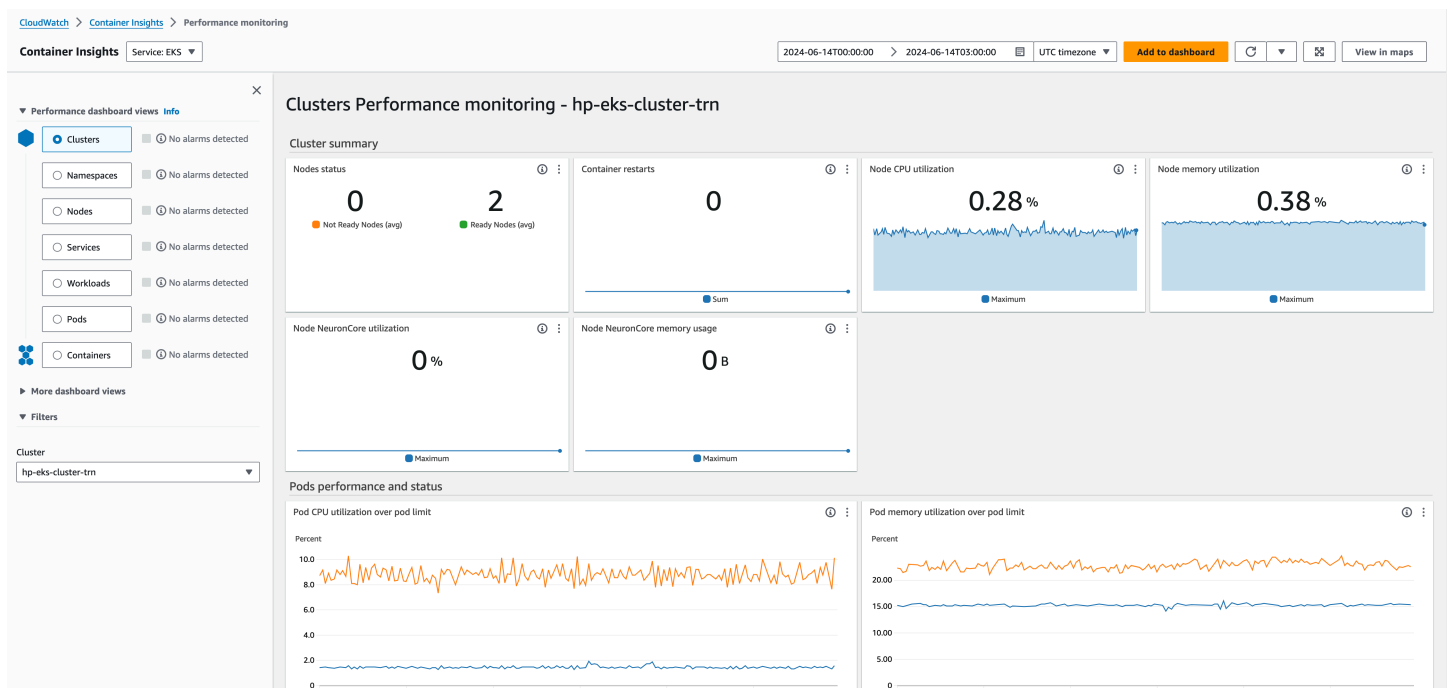 CloudWatch > Container Insights > Performance monitoring
Container Insights Service: EKS 2024-06-14T00:00:00 > 2024-06-14T03:00:00 UTC timezone Add to dashboard View in maps
Performance dashboard views Info
Clusters No alarms detected
Namespaces No alarms detected
Nodes No alarms detected
Services No alarms detected
Workloads No alarms detected
Pods No alarms detected
Containers No alarms detected
More dashboard views
Filters
Cluster
hp-eks-cluster-trn
Clusters Performance monitoring - hp-eks-cluster-trn
Cluster summary
Nodes status
0 2
Not Ready Nodes (avg) Ready Nodes (avg)
Container restarts
0
Sum
Node CPU utilization
0.28 %
Maximum
Node memory utilization
0.38 %
Maximum
Node NeuronCore utilization
0 %
Maximum
Node NeuronCore memory usage
0 B
Maximum
Pods performance and status
Pod CPU utilization over pod limit
Percent
10.0
8.0
6.0
4.0
2.0
0
Pod memory utilization over pod limit
Percent
20.00
15.00
10.00
5.00
0